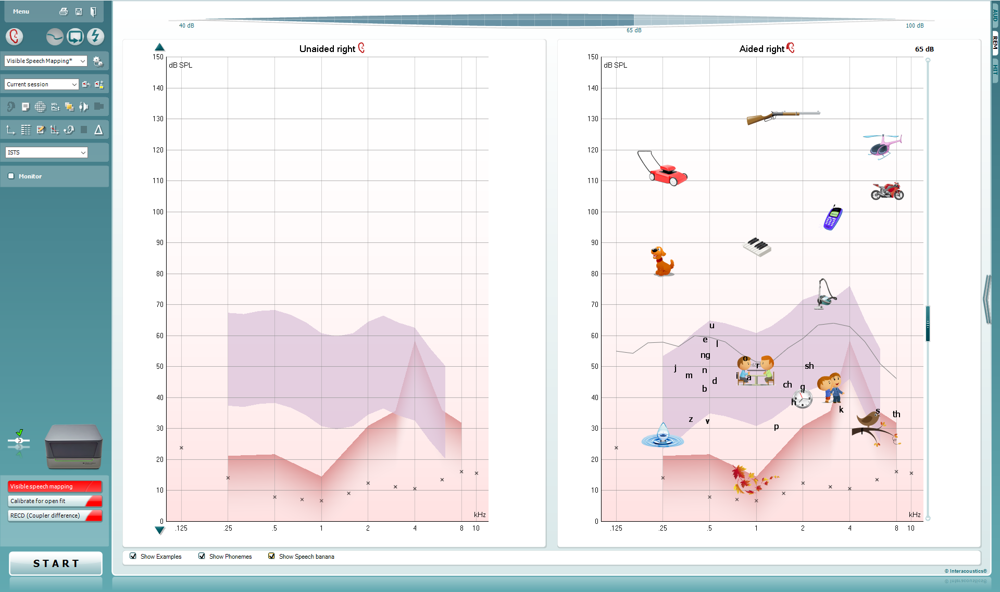 Menu
40 dB
65 dB
100 dB
AUD
REM
HIT
Visible Speech Mapping*
Current session
UCL
ISTS
Monitor
Unaided right
dB SPL
150
140
130
120
110
100
90
80
70
60
50
40
30
20
10
0
kHz
.125
.25
.5
1
2
4
8
10
Aided right
65 dB
dB SPL
150
140
130
120
110
100
90
80
70
60
50
40
30
20
10
0
u
e
l
ng
o
r
j
n
m
i
a
d
b
sh
ch
g
h
k
z
v
p
s
th
f
kHz
.125
.25
.5
1
2
4
8
10
Visible speech mapping
Calibrate for open fit
RECD (Coupler difference)
START
Show Examples
Show Phonemes
Show Speech banana
© Interacoustics®